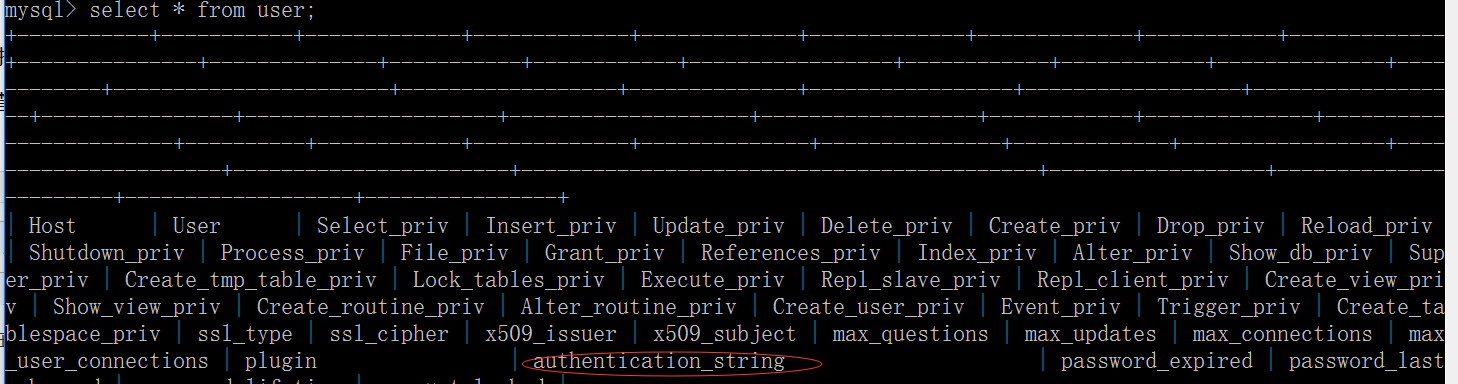 mysql> select * from user;
| Host | User | Select_priv | Insert_priv | Update_priv | Delete_priv | Create_priv | Drop_priv | Reload_priv
| Shutdown_priv | Process_priv | File_priv | Grant_priv | References_priv | Index_priv | Alter_priv | Show_db_priv | Sup
er_priv | Create_tmp_table_priv | Lock_tables_priv | Execute_priv | Repl_slave_priv | Repl_client_priv | Create_view_pri
v | Show_view_priv | Create_routine_priv | Alter_routine_priv | Create_user_priv | Event_priv | Trigger_priv | Create_ta
blespace_priv | ssl_type | ssl_cipher | x509_issuer | x509_subject | max_questions | max_updates | max_connections | max
_user_connections | plugin | authentication_string | password_expired | password_last